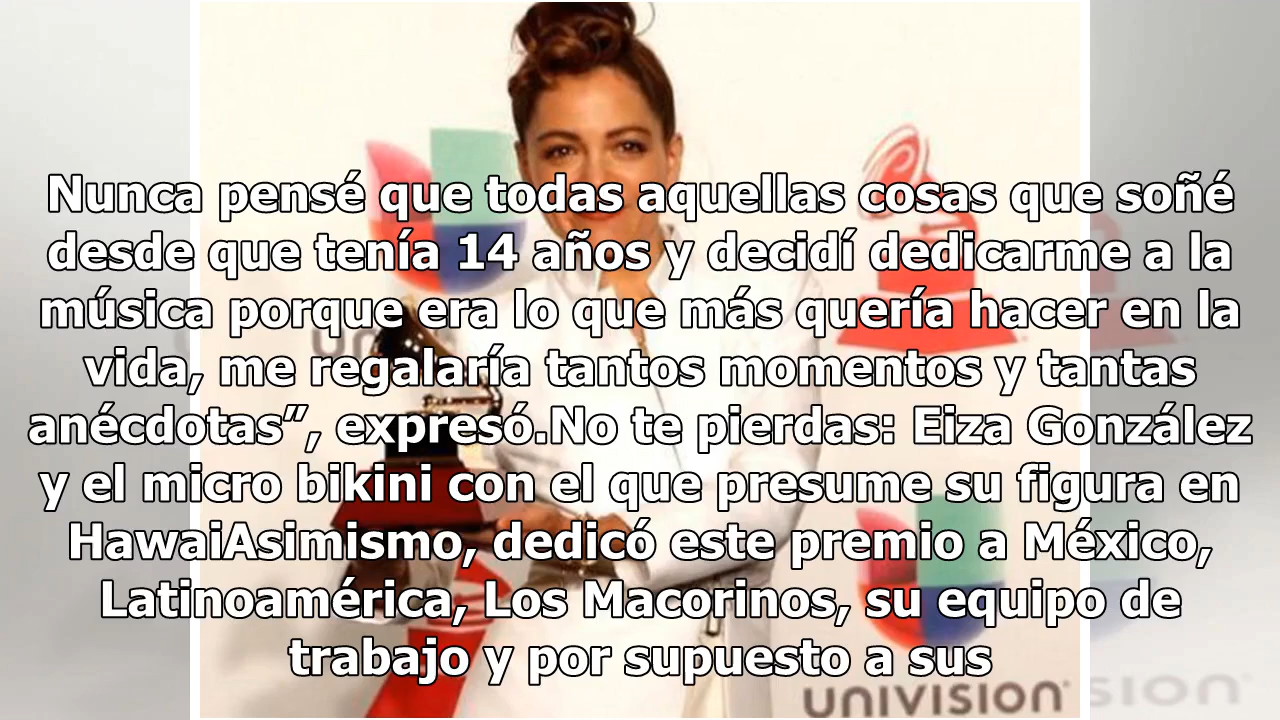 Nunca pensé que todas aquellas cosas que soñé
desde que tenía 14 años y decidí dedicarme a la
música porque era lo que más quería hacer en la
vida, me regalaría tantos momentos y tantas
anécdotas”, expresó.No te pierdas: Eiza González
y el micro bikini con el que presume su figura en
HawaiAsimismo, dedicó este premio a México,
Latinoamérica, Los Macorinos, su equipo de
trabajo y por supuesto a sus
UNIVISION
SION